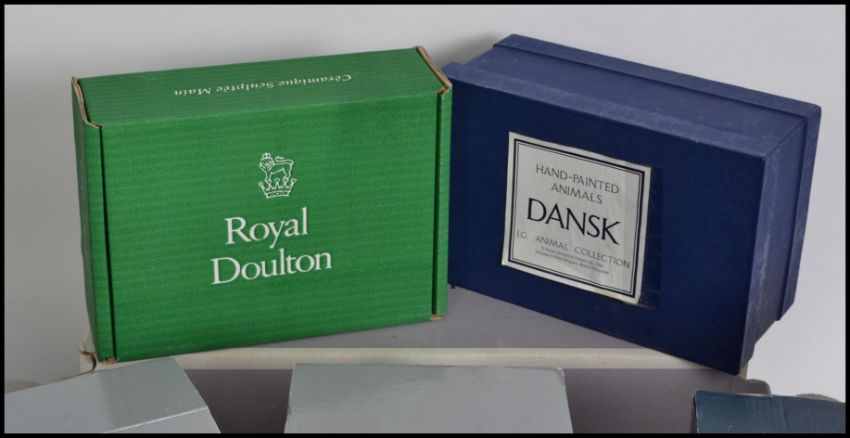 Céramique Sculptée Main
Royal
Doulton
HAND-PAINTED
ANIMALS
DANSK
LG. ANIMAL COLLECTION